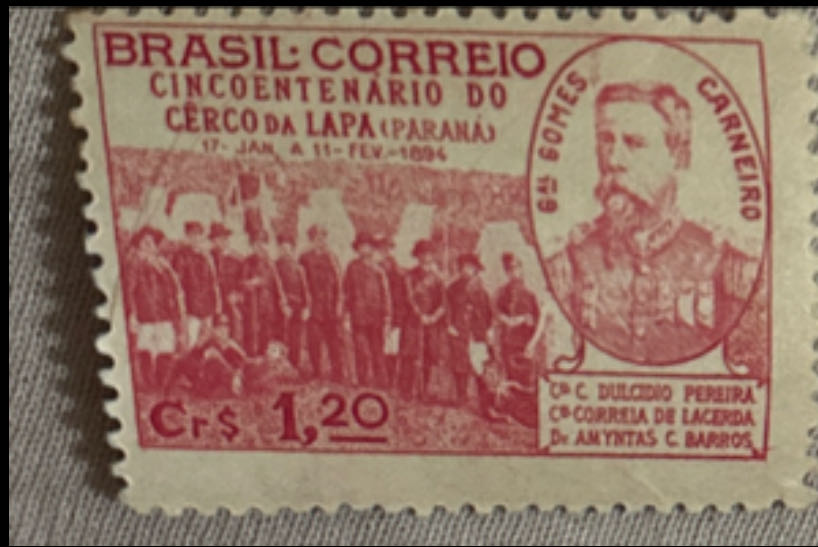 BRASIL·CORREIO
CINCOENTENÁRIO DO
CÊRCO DA LAPA (PARANÁ)
17-JAN. A 11-FEV.-1894
GAL GOMES CARNEIRO
Cr$ 1,20
CEL C. DULCIDIO PEREIRA
CEL CORREIA DE LACERDA
DR AMYNTAS C. BARROS